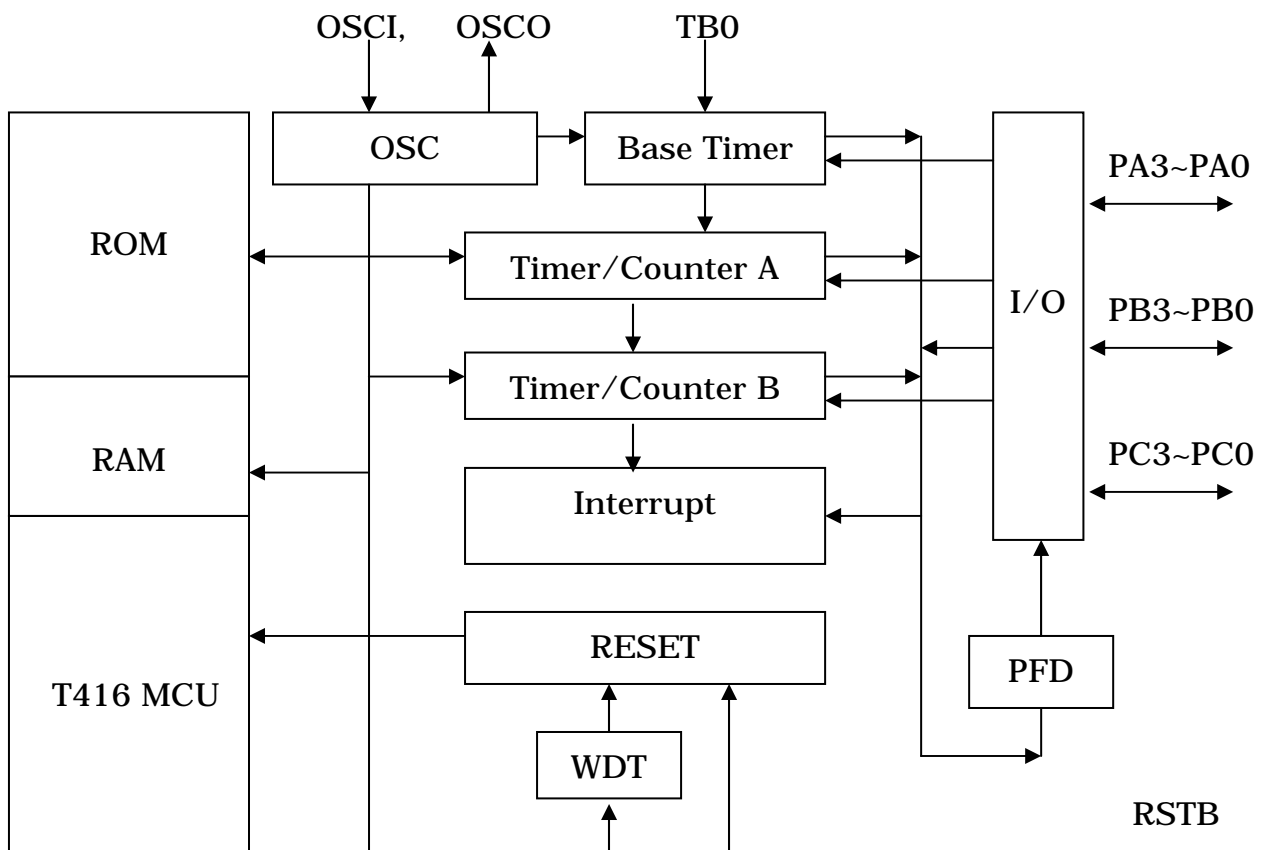 OSCI, OSCO TB0
OSC
Base Timer
PA3~PA0
ROM
Timer/Counter A
I/O
PB3~PB0
Timer/Counter B
RAM
PC3~PC0
Interrupt
RESET
PFD
T416 MCU
WDT
RSTB